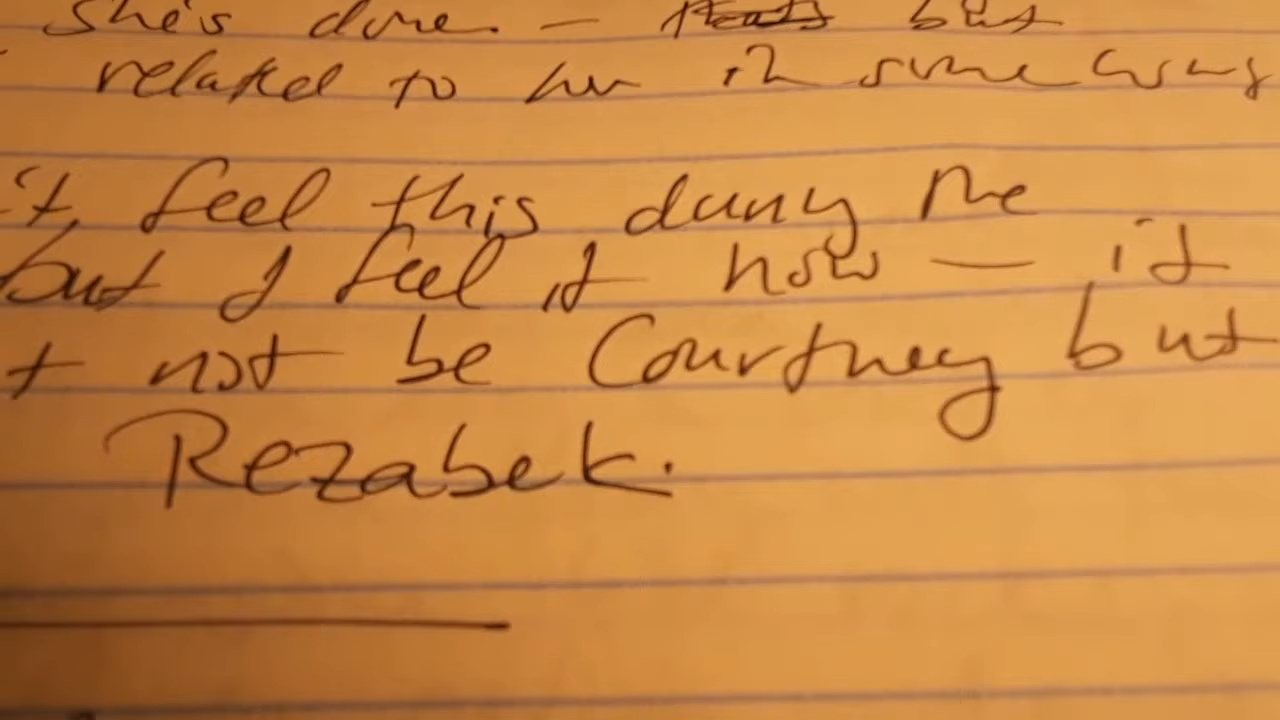 she's done. — but
related to her in some way
't feel this during the
but I feel it now — it
t not be Courtney but
Rezabek.